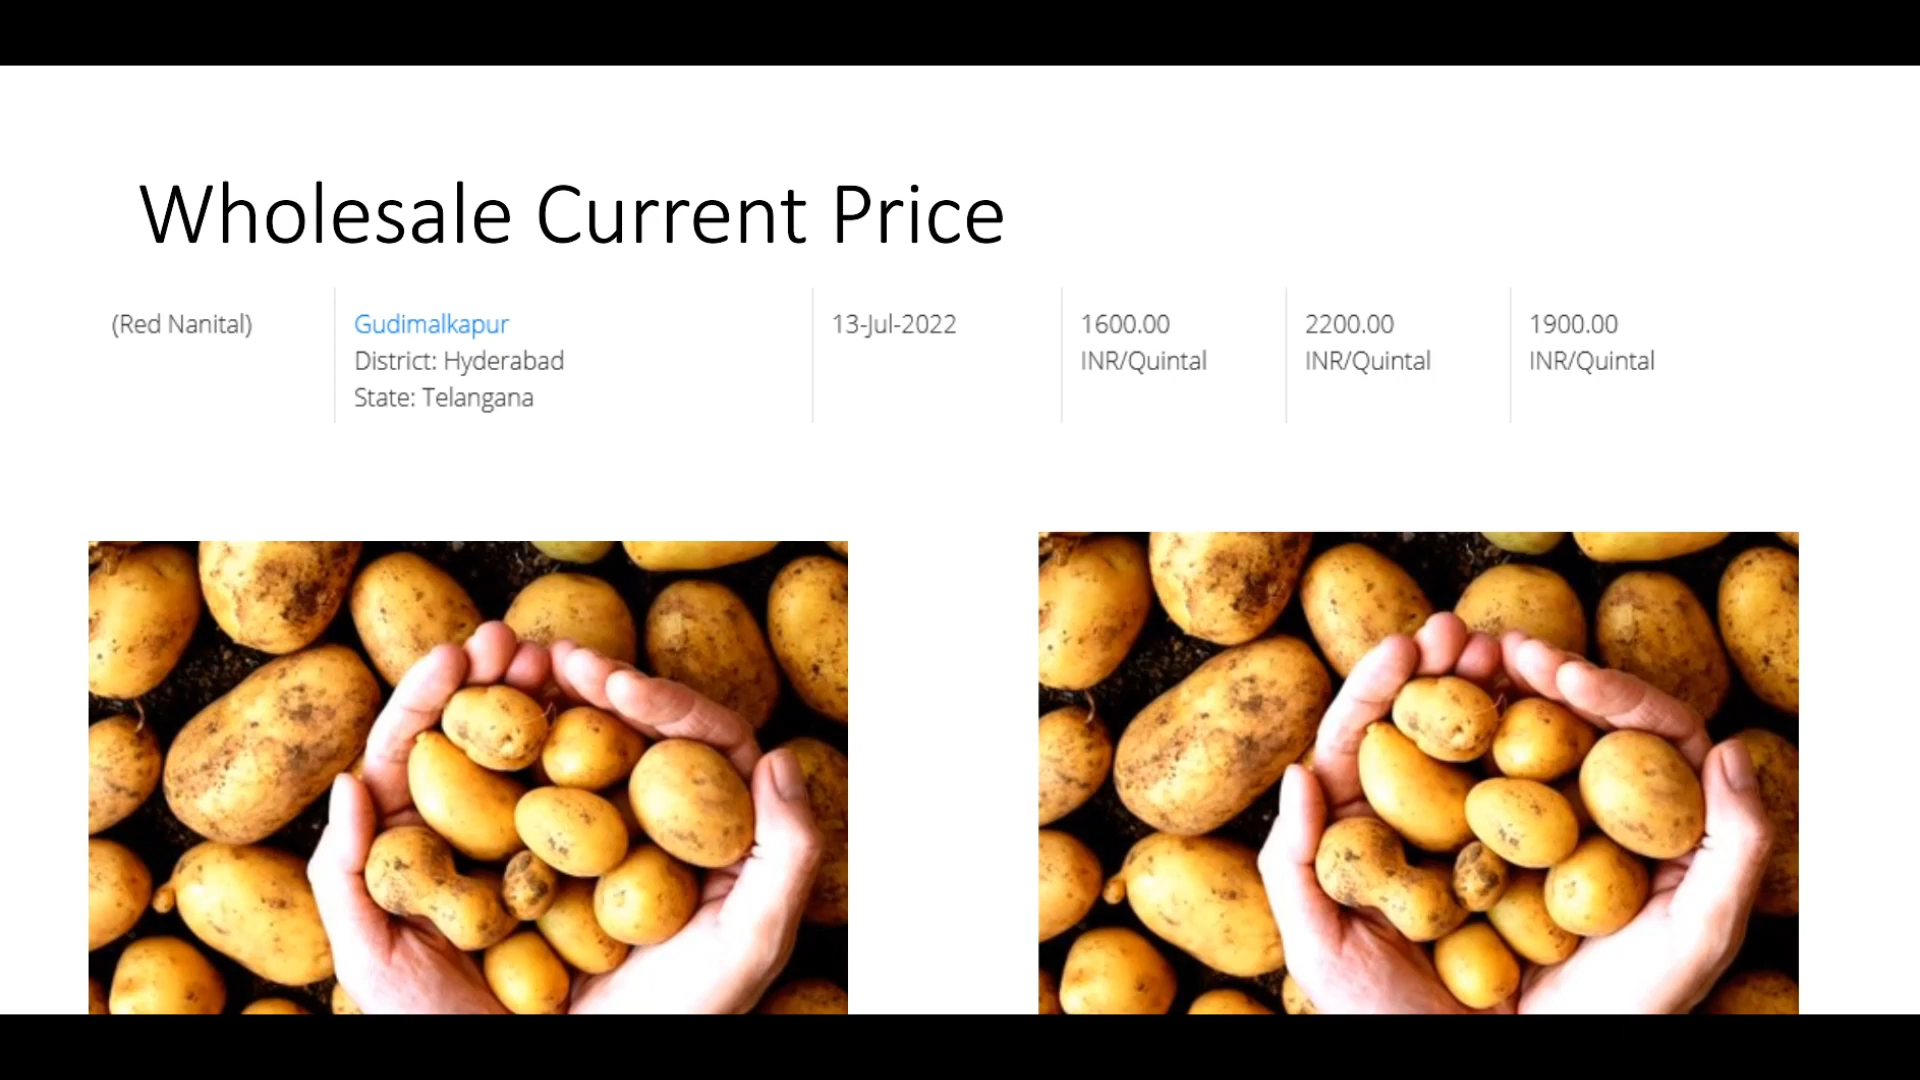 Wholesale Current Price
(Red Nanital)
Gudimalkapur
District: Hyderabad
State: Telangana
13-Jul-2022
1600.00
INR/Quintal
2200.00
INR/Quintal
1900.00
INR/Quintal